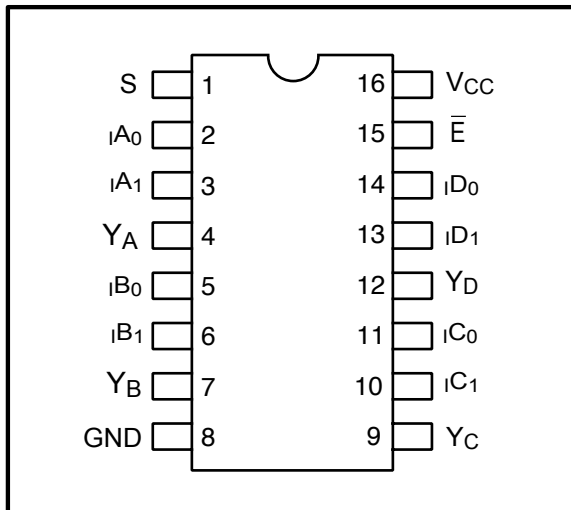 S 1 16 VCC
IA0 2 15 E̅
IA1 3 14 ID0
YA 4 13 ID1
IB0 5 12 YD
IB1 6 11 IC0
YB 7 10 IC1
GND 8 9 YC